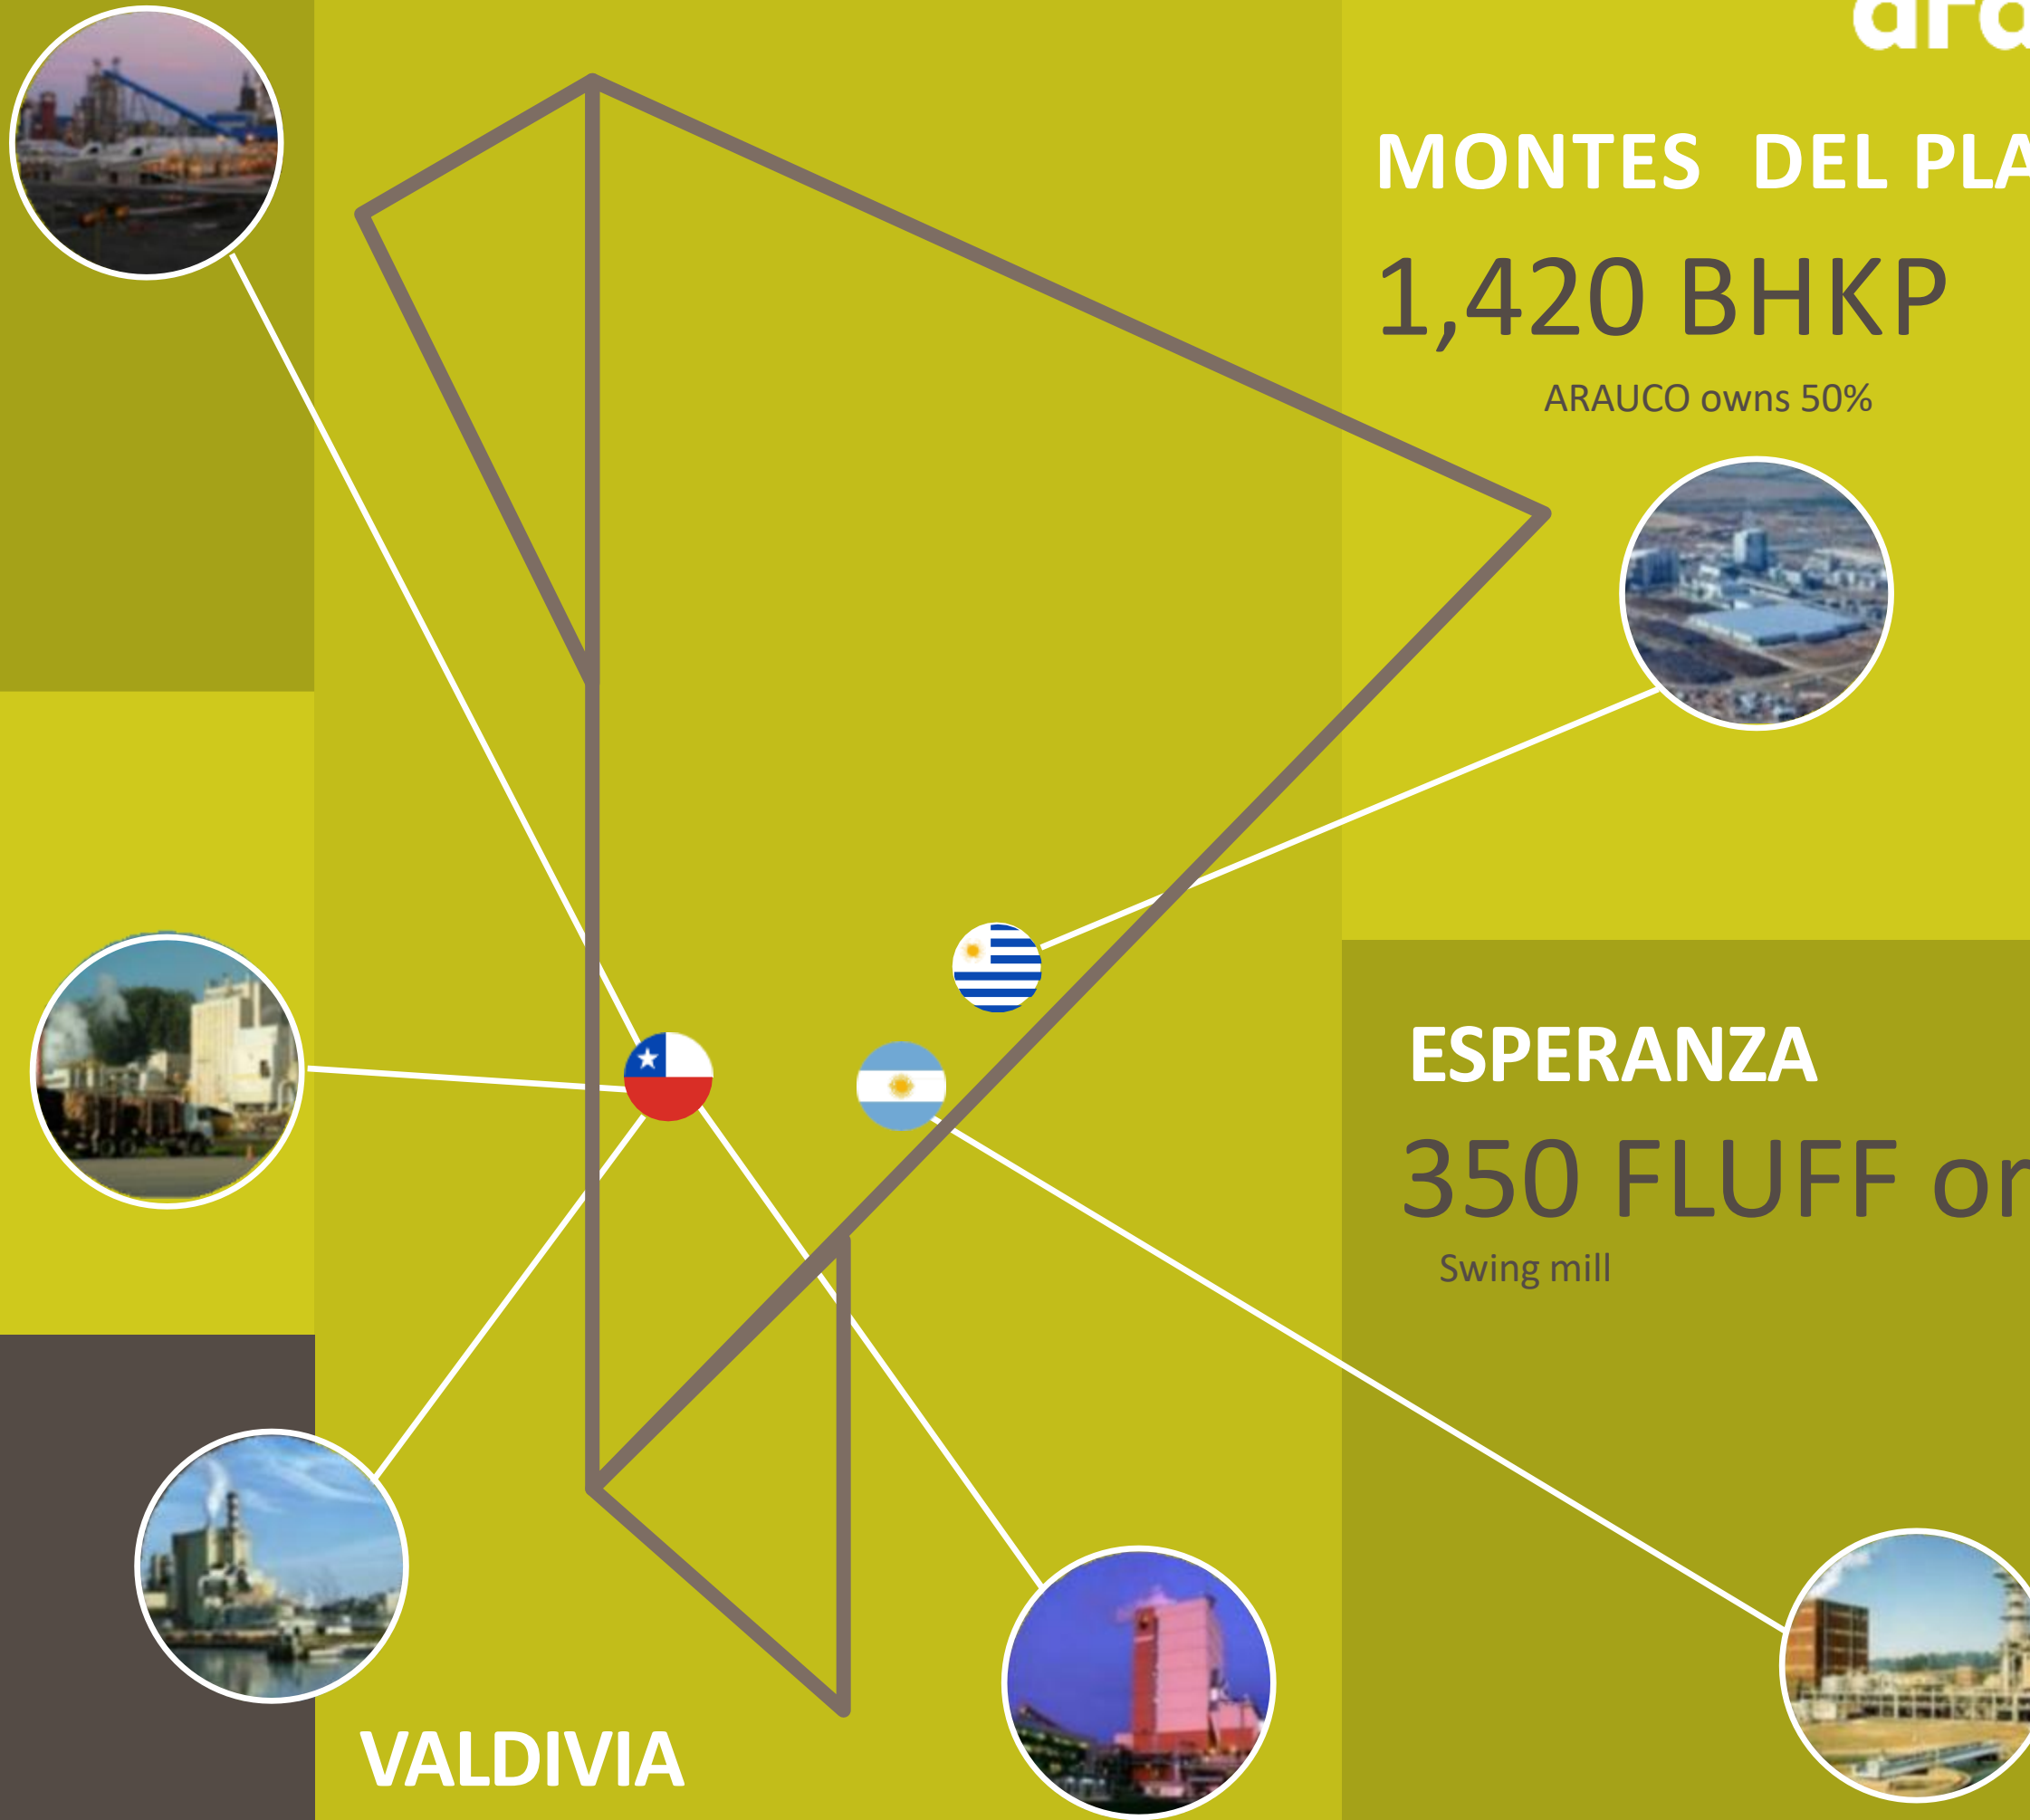 MONTES DEL PLA
1,420 BHKP
ARAUCO owns 50%
ESPERANZA
350 FLUFF or
Swing mill
VALDIVIA